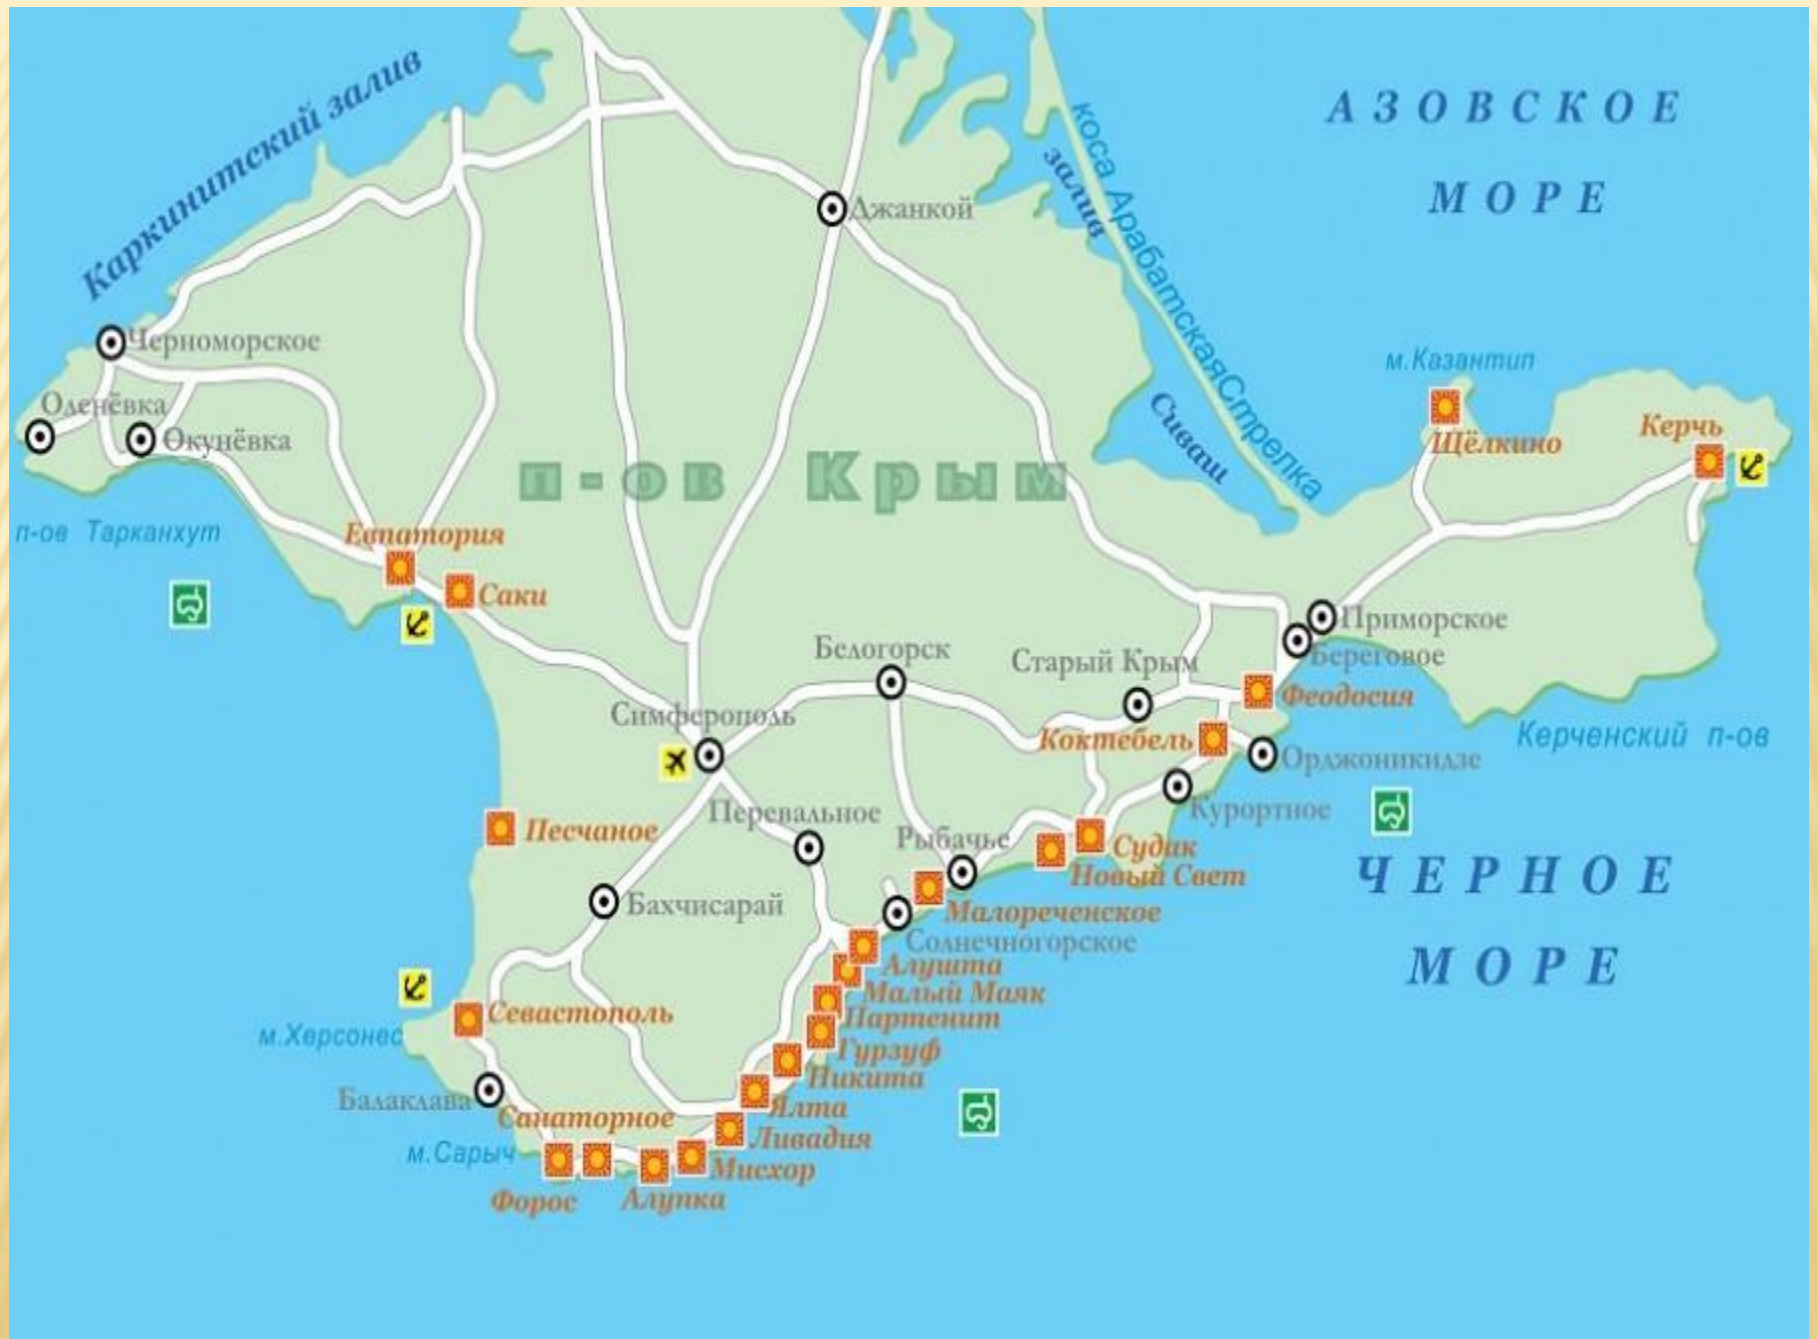 Каркинитский залив
АЗОВСКОЕ
МОРЕ
коса АрабатскаяСтрелка
залив
Сиваш
Джанкой
Черноморское
Оленёвка
Окунёвка
п-ов Тарканхут
м.Казантип
Щёлкино
Керчь
п-ов Крым
Евпатория
Саки
Приморское
Береговое
Белогорск
Старый Крым
Феодосия
Симферополь
Коктебель
Керченский п-ов
Орджоникидзе
Курортное
Песчаное
Перевальное
Рыбачье
Судак
Новый Свет
ЧЕРНОЕ
МОРЕ
Бахчисарай
Малореченское
Солнечногорское
Алушта
Малый Маяк
Партенит
Севастополь
м.Херсонес
Гурзуф
Никита
Балаклава
Санаторное
Ялта
Ливадия
м.Сарыч
Мисхор
Форос
Алупка